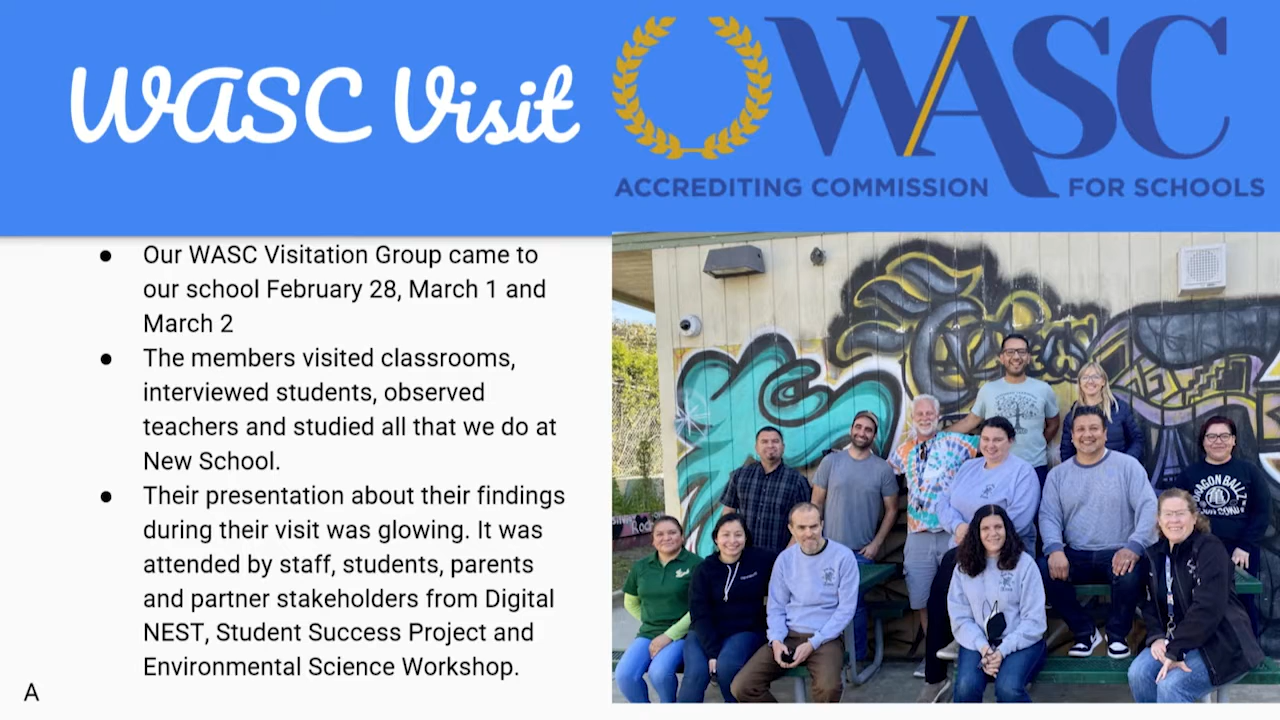 WASC Visit
WASC
ACCREDITING COMMISSION FOR SCHOOLS
● Our WASC Visitation Group came to
our school February 28, March 1 and
March 2
● The members visited classrooms,
interviewed students, observed
teachers and studied all that we do at
New School.
● Their presentation about their findings
during their visit was glowing. It was
attended by staff, students, parents
and partner stakeholders from Digital
NEST, Student Success Project and
Environmental Science Workshop.
A